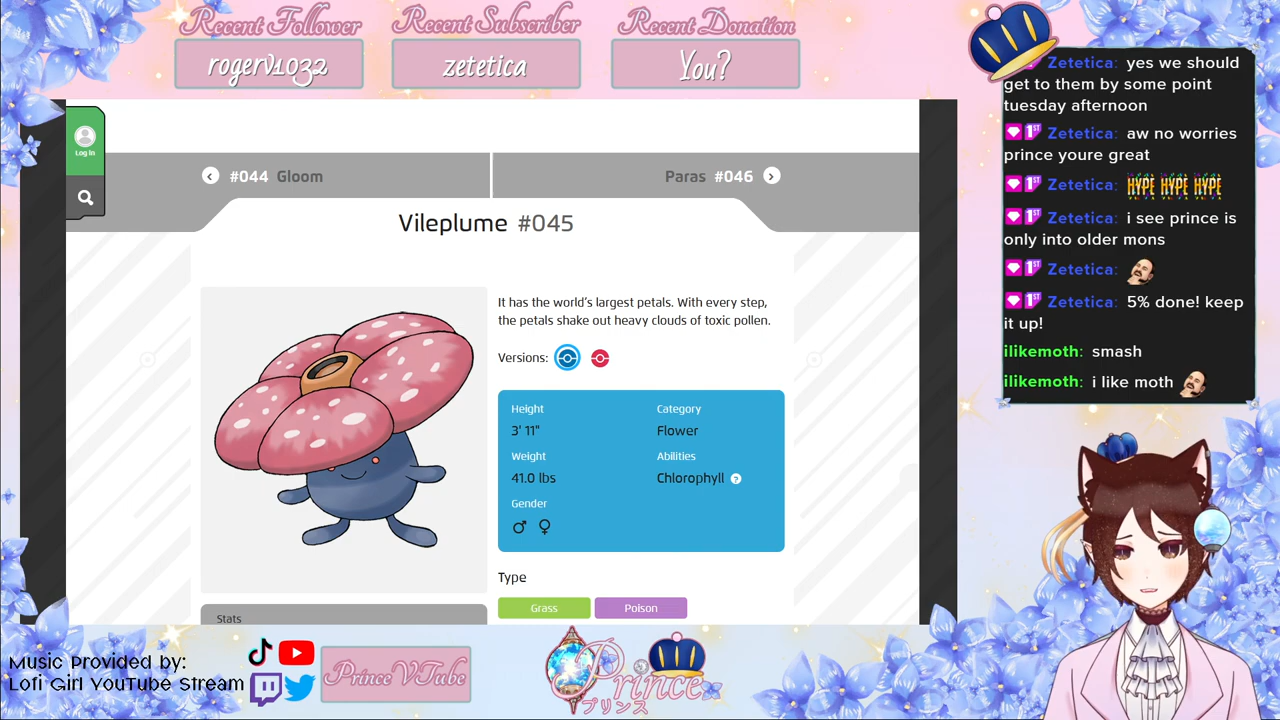 Recent Follower
rogerv1032
Recent Subscriber
zetetica
Recent Donation
You?
Log In
#044 Gloom
Paras #046
Vileplume #045
It has the world's largest petals. With every step,
the petals shake out heavy clouds of toxic pollen.
Versions:
Height
3' 11"
Weight
41.0 lbs
Gender
Category
Flower
Abilities
Chlorophyll ?
Type
Grass
Poison
Stats
Zetetica: yes we should
get to them by some point
tuesday afternoon
1ST Zetetica: aw no worries
prince youre great
1ST Zetetica: HYPE HYPE HYPE
1ST Zetetica: i see prince is
only into older mons
1ST Zetetica:
1ST Zetetica: 5% done! keep
it up!
ilikemoth: smash
ilikemoth: i like moth
Music Provided by:
Lofi Girl YouTube Stream
Prince VTube
Prince
プリンス